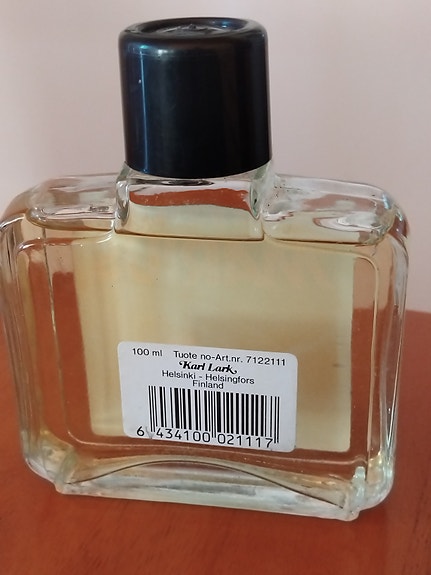 100 ml Tuote no-Art.nr. 7122111
Karl Lark
Helsinki - Helsingfors
Finland
6 434100 021117